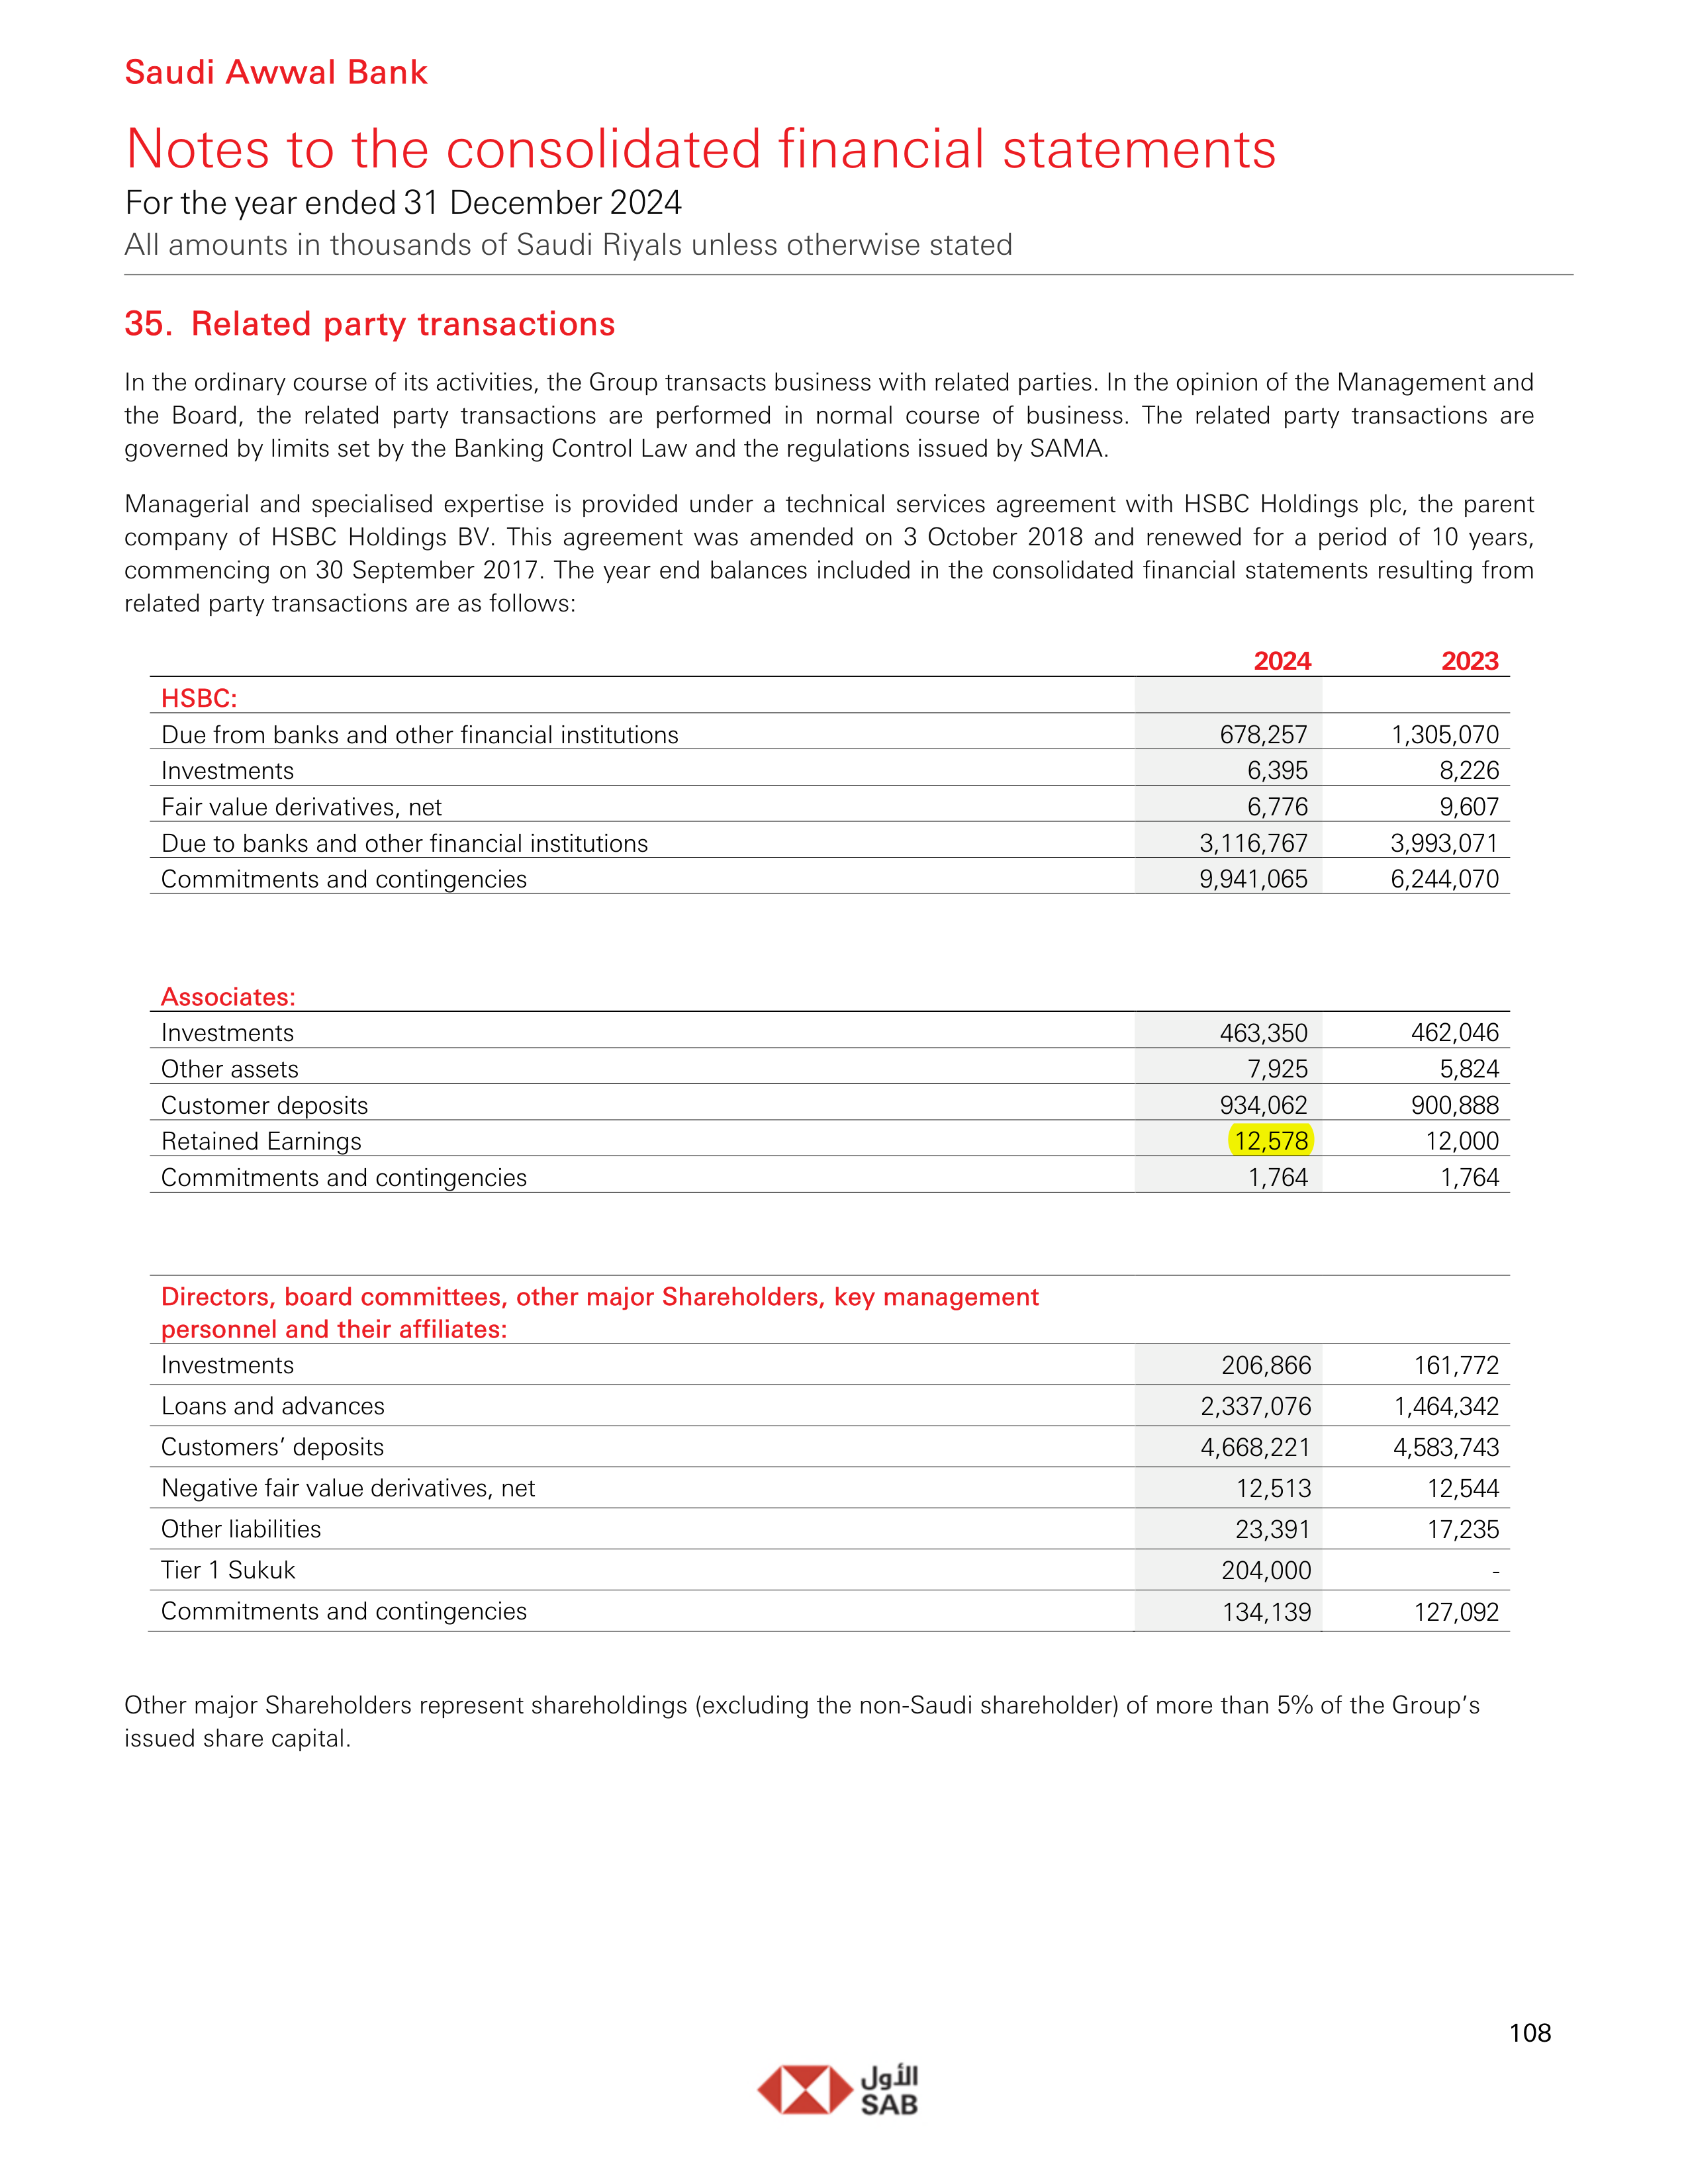 Saudi Awwal Bank
Notes to the consolidated financial statements
For the year ended 31 December 2024
All amounts in thousands of Saudi Riyals unless otherwise stated
35. Related party transactions
In the ordinary course of its activities, the Group transacts business with related parties. In the opinion of the Management and
the Board, the related party transactions are performed in normal course of business. The related party transactions are
governed by limits set by the Banking Control Law and the regulations issued by SAMA.
Managerial and specialised expertise is provided under a technical services agreement with HSBC Holdings plc, the parent
company of HSBC Holdings BV. This agreement was amended on 3 October 2018 and renewed for a period of 10 years,
commencing on 30 September 2017. The year end balances included in the consolidated financial statements resulting from
related party transactions are as follows:
2024 2023
HSBC:
Due from banks and other financial institutions 678,257 1,305,070
Investments 6,395 8,226
Fair value derivatives, net 6,776 9,607
Due to banks and other financial institutions 3,116,767 3,993,071
Commitments and contingencies 9,941,065 6,244,070
Associates:
Investments 463,350 462,046
Other assets 7,925 5,824
Customer deposits 934,062 900,888
Retained Earnings 12,578 12,000
Commitments and contingencies 1,764 1,764
Directors, board committees, other major Shareholders, key management
personnel and their affiliates:
Investments 206,866 161,772
Loans and advances 2,337,076 1,464,342
Customers’ deposits 4,668,221 4,583,743
Negative fair value derivatives, net 12,513 12,544
Other liabilities 23,391 17,235
Tier 1 Sukuk 204,000 -
Commitments and contingencies 134,139 127,092
Other major Shareholders represent shareholdings (excluding the non-Saudi shareholder) of more than 5% of the Group’s
issued share capital.
108
الأول
SAB